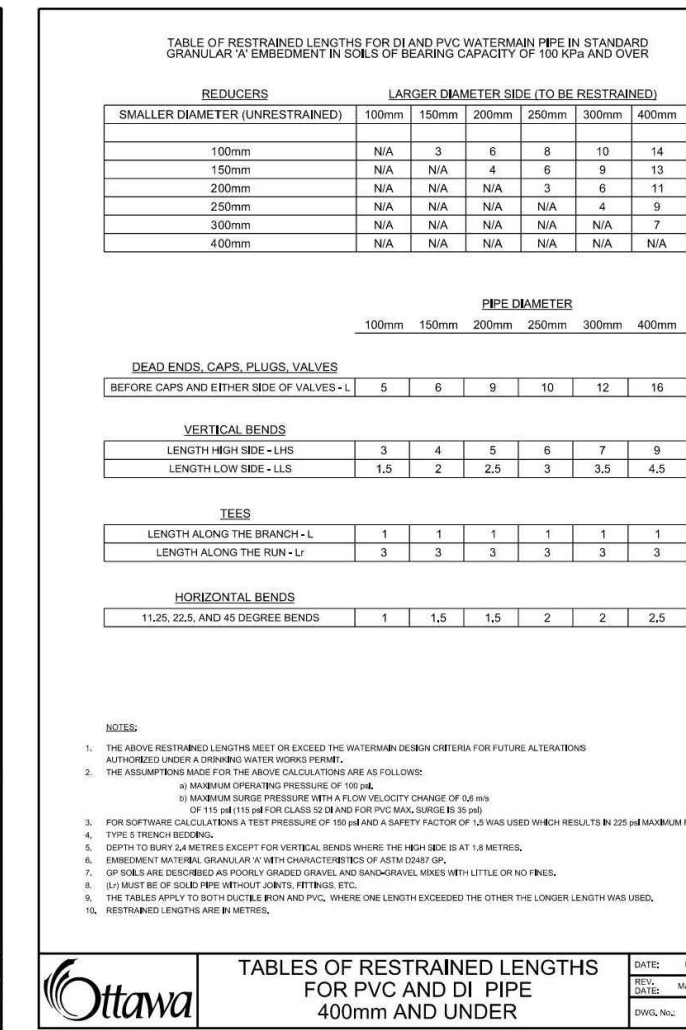 TABLE OF RESTRAINED LENGTHS FOR DI AND PVC WATERMAIN PIPE IN STANDARD
GRANULAR 'A' EMBEDMENT IN SOILS OF BEARING CAPACITY OF 100 KPa AND OVER
REDUCERS LARGER DIAMETER SIDE (TO BE RESTRAINED)
SMALLER DIAMETER (UNRESTRAINED) 100mm 150mm 200mm 250mm 300mm 400mm
100mm N/A 3 6 8 10 14
150mm N/A N/A 4 6 9 13
200mm N/A N/A N/A 3 6 11
250mm N/A N/A N/A N/A 4 9
300mm N/A N/A N/A N/A N/A 7
400mm N/A N/A N/A N/A N/A N/A
PIPE DIAMETER
100mm 150mm 200mm 250mm 300mm 400mm
DEAD ENDS, CAPS, PLUGS, VALVES
BEFORE CAPS AND EITHER SIDE OF VALVES - L 5 6 9 10 12 16
VERTICAL BENDS
LENGTH HIGH SIDE - LHS 3 4 5 6 7 9
LENGTH LOW SIDE - LLS 1.5 2 2.5 3 3.5 4.5
TEES
LENGTH ALONG THE BRANCH - L 1 1 1 1 1 1
LENGTH ALONG THE RUN - Lr 3 3 3 3 3 3
HORIZONTAL BENDS
11.25, 22.5, AND 45 DEGREE BENDS 1 1.5 1.5 2 2 2.5
NOTES:
1. THE ABOVE RESTRAINED LENGTHS MEET OR EXCEED THE WATERMAIN DESIGN CRITERIA FOR FUTURE ALTERATIONS
AUTHORIZED UNDER A DRINKING WATER WORKS PERMIT.
2. THE ASSUMPTIONS MADE FOR THE ABOVE CALCULATIONS ARE AS FOLLOWS:
a) MAXIMUM OPERATING PRESSURE OF 100 psi.
b) MAXIMUM SURGE PRESSURE WITH A FLOW VELOCITY CHANGE OF 0.6 m/s
OF 115 psi (115 psi FOR CLASS 52 DI AND FOR PVC MAX. SURGE IS 35 psi)
3. FOR SOFTWARE CALCULATIONS A TEST PRESSURE OF 150 psi AND A SAFETY FACTOR OF 1.5 WAS USED WHICH RESULTS IN 225 psi MAXIMUM
4. TYPE 5 TRENCH BEDDING.
5. DEPTH TO BURY 2.4 METRES EXCEPT FOR VERTICAL BENDS WHERE THE HIGH SIDE IS AT 1.8 METRES.
6. EMBEDMENT MATERIAL GRANULAR 'A' WITH CHARACTERISTICS OF ASTM D2487 GP.
7. GP SOILS ARE DESCRIBED AS POORLY GRADED GRAVEL AND SAND-GRAVEL MIXES WITH LITTLE OR NO FINES.
8. (Lr) MUST BE OF SOLID PIPE WITHOUT JOINTS, FITTINGS, ETC.
9. THE TABLES APPLY TO BOTH DUCTILE IRON AND PVC. WHERE ONE LENGTH EXCEEDED THE OTHER THE LONGER LENGTH WAS USED.
10. RESTRAINED LENGTHS ARE IN METRES.
Ottawa
TABLES OF RESTRAINED LENGTHS
FOR PVC AND DI PIPE
400mm AND UNDER
DATE:
REV.
DATE:
DWG. No.: